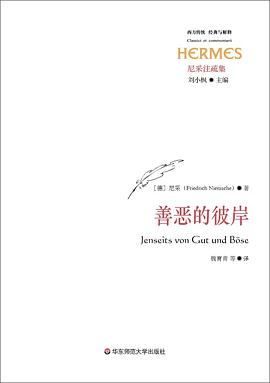 西方传统 经典与解释
Classici et commentarii
HERMES
尼采注疏集
刘小枫 ● 主编
［德］尼采（Friedrich Nietzsche）● 著
善恶的彼岸
Jenseits von Gut und Böse
魏育青 等 ● 译
华东师范大学出版社